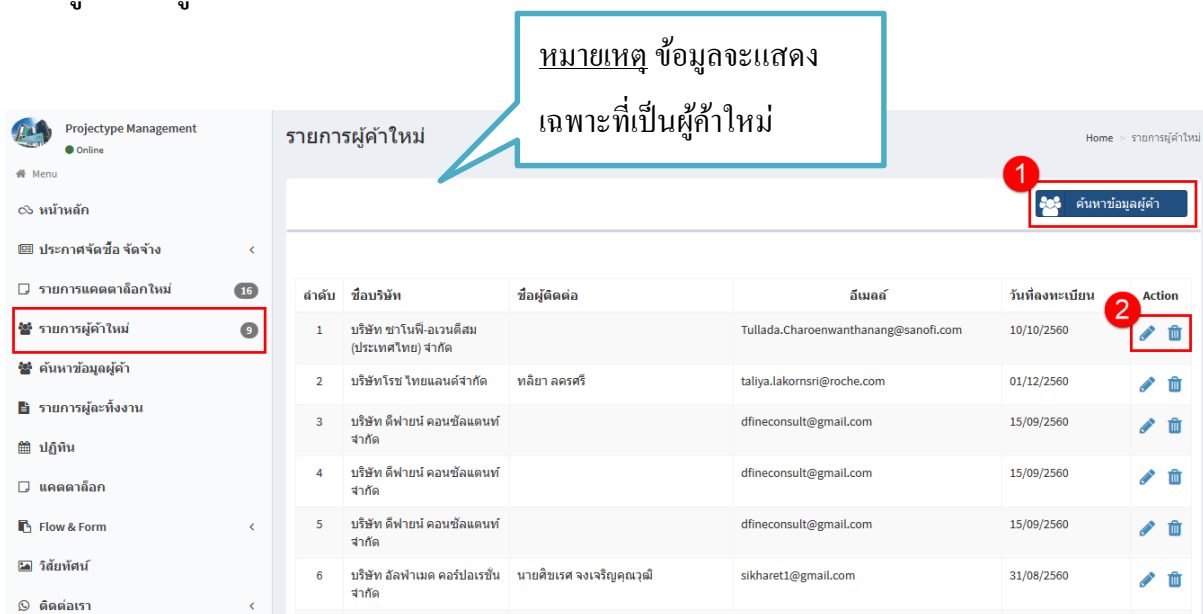 หมายเหตุ ข้อมูลจะแสดง
เฉพาะที่เป็นผู้ค้าใหม่
Projectype Management
Online
Menu
หน้าหลัก
ประกาศจัดซื้อ จัดจ้าง
รายการแคตตาล็อกใหม่ 16
รายการผู้ค้าใหม่ 9
ค้นหาข้อมูลผู้ค้า
รายการผู้ละทิ้งงาน
ปฏิทิน
แคตตาล็อก
Flow & Form
วิสัยทัศน์
ติดต่อเรา
รายการผู้ค้าใหม่
Home > รายการผู้ค้าใหม่
1
ค้นหาข้อมูลผู้ค้า
ลำดับ ชื่อบริษัท ชื่อผู้ติดต่อ อีเมลล์ วันที่ลงทะเบียน Action
2
1 บริษัท ซาโนฟี่-อเวนตีสม Tullada.Charoenwanthanang@sanofi.com 10/10/2560
(ประเทศไทย) จำกัด
2 บริษัทโรช ไทยแลนด์จำกัด ทลิยา ลครศรี taliya.lakornsri@roche.com 01/12/2560
3 บริษัท ดีฟายน์ คอนซัลแตนท์ dfineconsult@gmail.com 15/09/2560
จำกัด
4 บริษัท ดีฟายน์ คอนซัลแตนท์ dfineconsult@gmail.com 15/09/2560
จำกัด
5 บริษัท ดีฟายน์ คอนซัลแตนท์ dfineconsult@gmail.com 15/09/2560
จำกัด
6 บริษัท อัลฟ่าเมด คอร์ปอเรชั่น นายศิขเรศ จงเจริญคุณวุฒิ sikharet1@gmail.com 31/08/2560
จำกัด